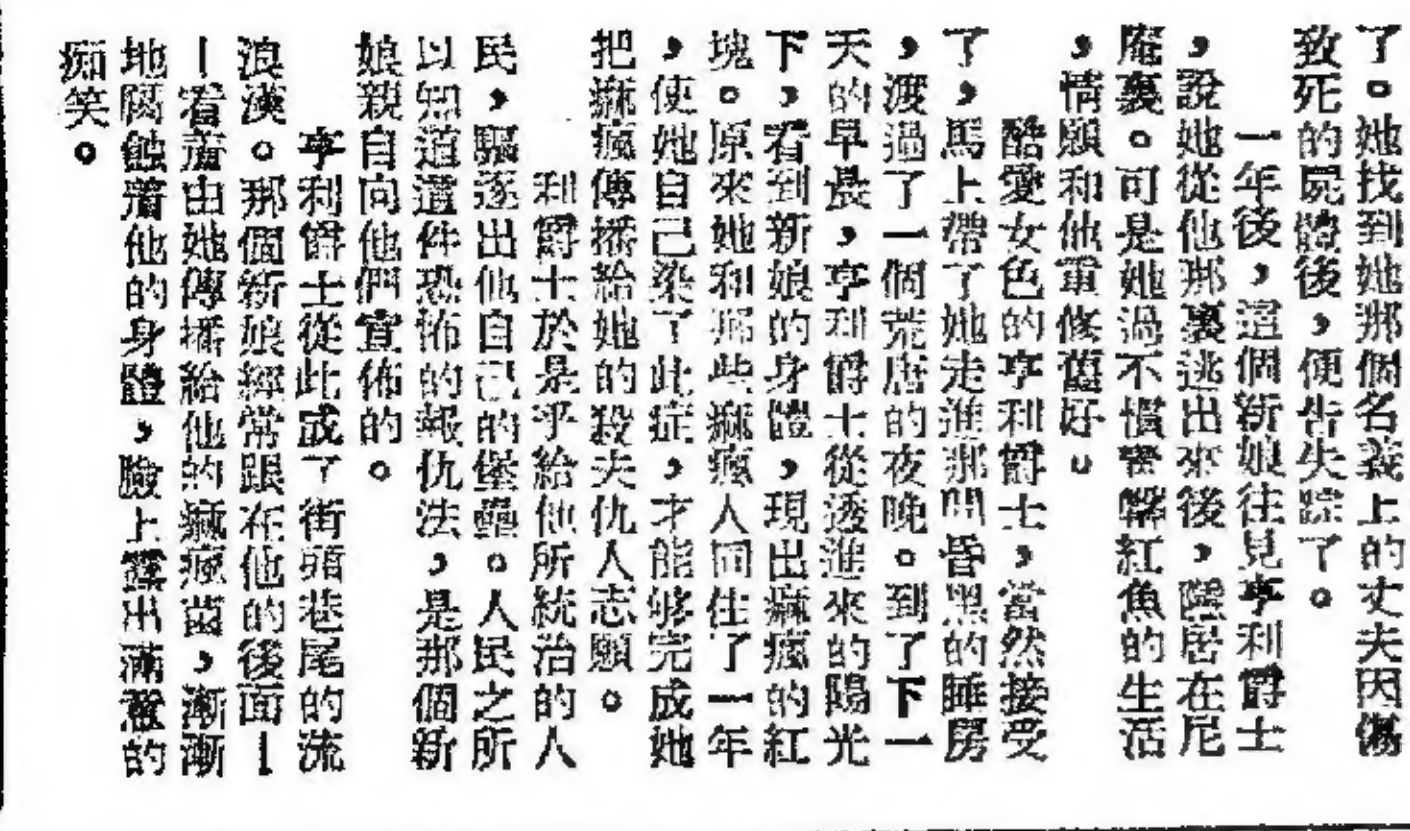 了。她找到她那個名義上的丈夫因傷
致死的屍體後，便告失踪了。
一年後，這個新娘往見亨利爵士
，說她從他那裏逃出來後，隱居在尼
庵裏。可是她過不慣青磬紅魚的生活
，情願和他重修舊好。
酷愛女色的亨利爵士，當然接受
了，馬上帶了她走進那間昏黑的睡房
，渡過了一個荒唐的夜晚。到了下一
天的早晨，亨利爵士從透進來的陽光
下，看到新娘的身體，現出痳瘋的紅
塊。原來她和那些痳瘋人同住了一年
，使她自己染了此症，才能够完成她
把痳瘋傳播給她的殺夫仇人志願。
利爵士於是乎給他所統治的人
民，驅逐出他自己的堡壘。人民之所
以知道這件恐怖的報仇法，是那個新
娘親自向他們宣佈的。
亨利爵士從此成了街頭巷尾的流
浪漢。那個新娘經常跟在他的後面—
—看着由她傳播給他的痳瘋菌，漸漸
地腐蝕着他的身體，臉上露出滿意的
痴笑。